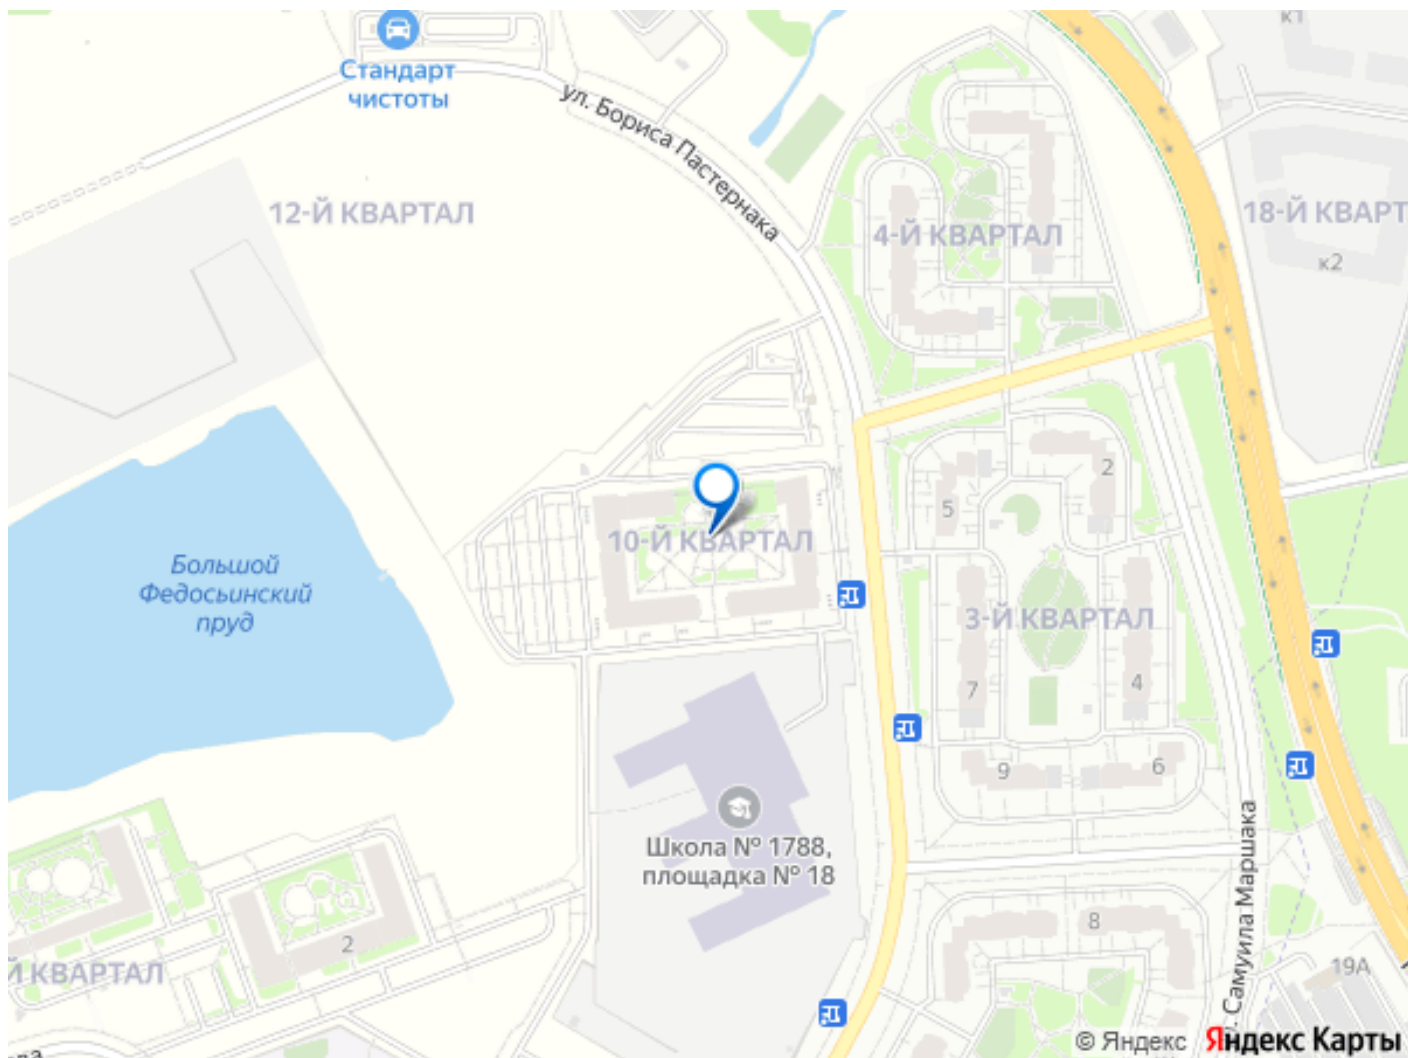 к1
Стандарт
чистоты
ул. Бориса Пастернака
12-Й КВАРТАЛ
4-Й КВАРТАЛ
18-Й КВАРТ
к2
2
5
10-Й КВАРТАЛ
Большой
Федосьинский
пруд
3-Й КВАРТАЛ
7
4
9
6
Школа № 1788,
площадка № 18
ул. Самуила Маршака
8
2
Й КВАРТАЛ
19А
© Яндекс Яндекс Карты